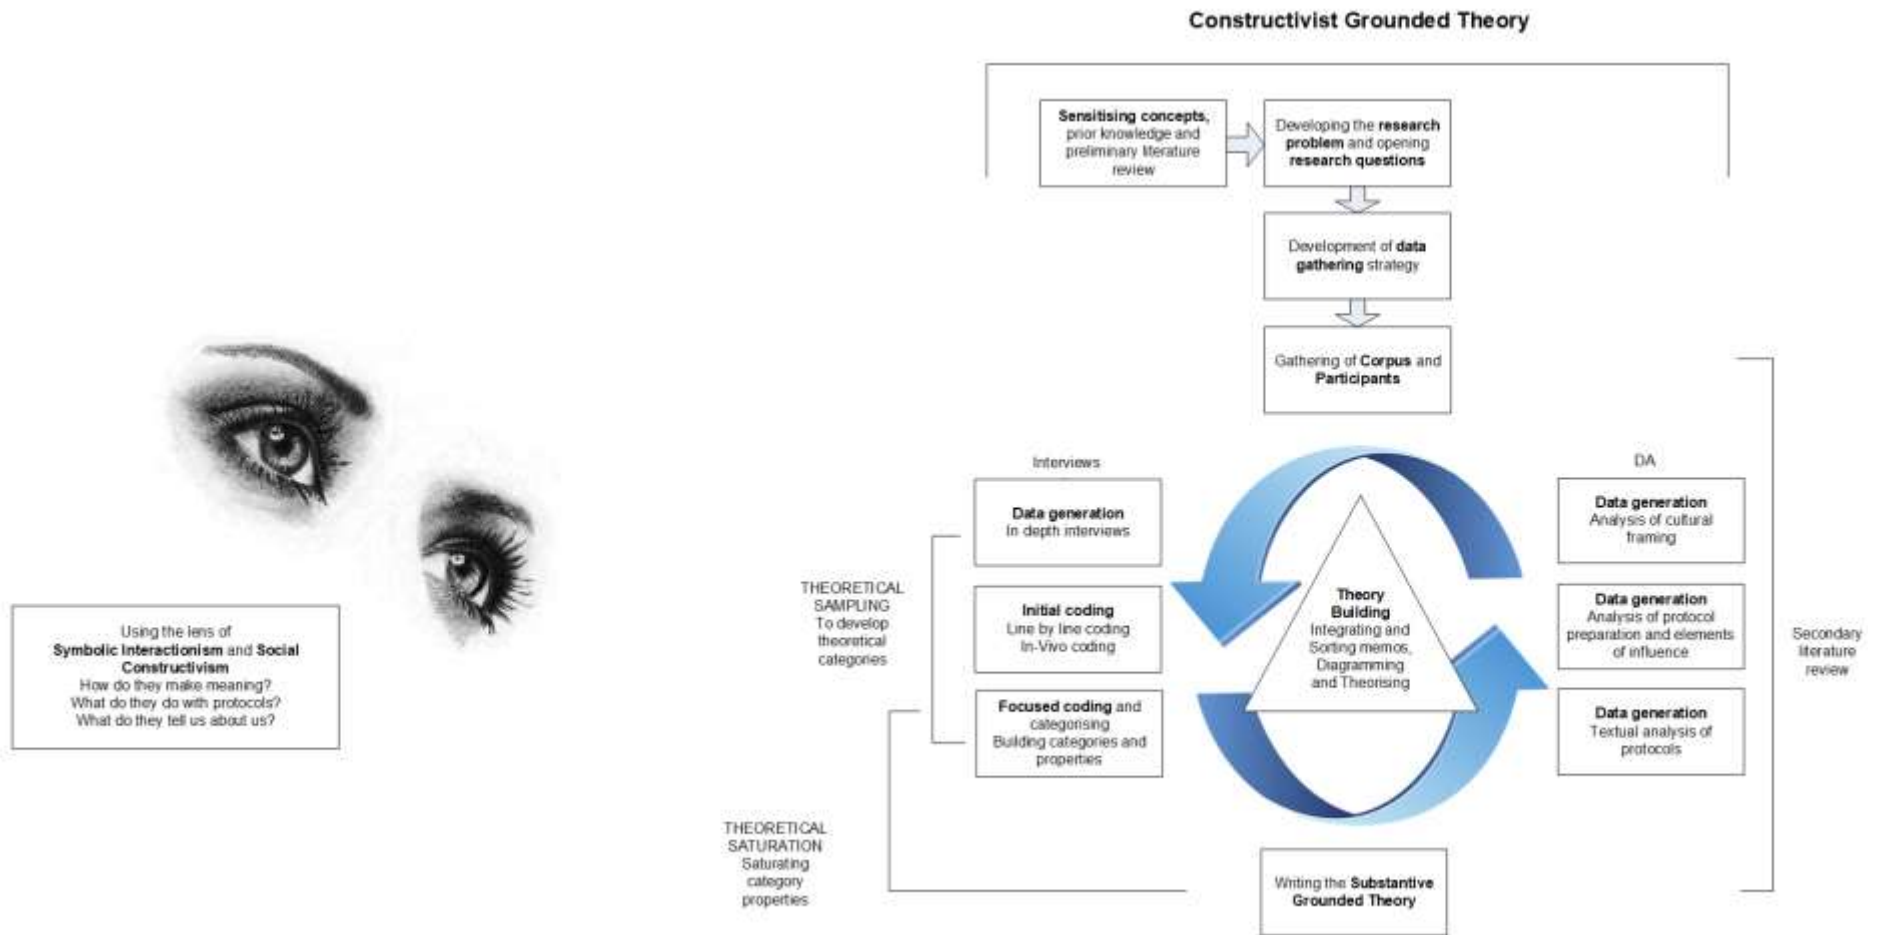 Constructivist Grounded Theory
Sensitising concepts,
prior knowledge and
preliminary literature
review
Developing the research
problem and opening
research questions
Development of data
gathering strategy
Gathering of Corpus and
Participants
Interviews
Data generation
In depth interviews
Initial coding
Line by line coding
In-Vivo coding
Focused coding and
categorising
Building categories and
properties
THEORETICAL
SAMPLING
To develop
theoretical
categories
THEORETICAL
SATURATION
Saturating
category
properties
Theory
Building
Integrating and
Sorting memos,
Diagramming
and Theorising
DA
Data generation
Analysis of cultural
framing
Data generation
Analysis of protocol
preparation and elements
of influence
Data generation
Textual analysis of
protocols
Secondary
literature
review
Writing the Substantive
Grounded Theory
Using the lens of
Symbolic Interactionism and Social
Constructivism
How do they make meaning?
What do they do with protocols?
What do they tell us about us?